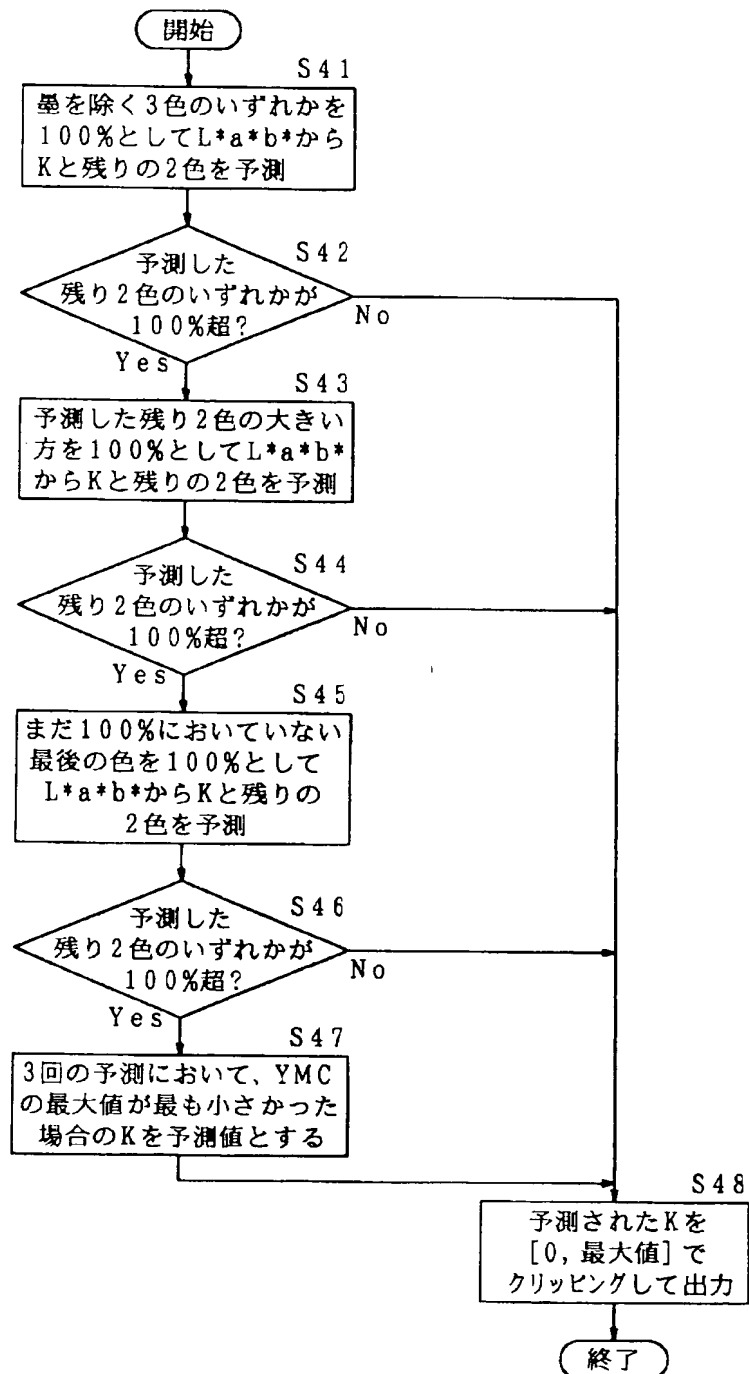 開始
S41
墨を除く3色のいずれかを
100%としてL*a*b*から
Kと残りの2色を予測
S42
予測した
残り2色のいずれかが
100%超?
No
Yes
S43
予測した残り2色の大きい
方を100%としてL*a*b*
からKと残りの2色を予測
S44
予測した
残り2色のいずれかが
100%超?
No
Yes
S45
まだ100%においていない
最後の色を100%として
L*a*b*からKと残りの
2色を予測
S46
予測した
残り2色のいずれかが
100%超?
No
Yes
S47
3回の予測において、YMC
の最大値が最も小さかった
場合のKを予測値とする
S48
予測されたKを
[0,最大値]で
クリッピングして出力
終了